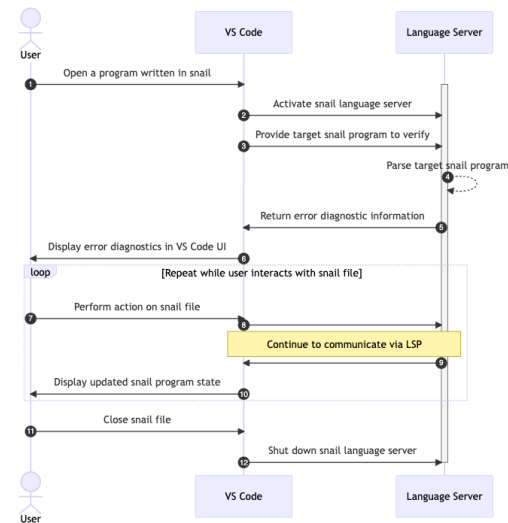 VS Code
Language Server
User
Open a program written in snail
1
Activate snail language server
2
Provide target snail program to verify
3
Parse target snail program
4
Return error diagnostic information
5
Display error diagnostics in VS Code UI
6
loop
[Repeat while user interacts with snail file]
Perform action on snail file
7
8
Continue to communicate via LSP
9
Display updated snail program state
10
Close snail file
11
Shut down snail language server
12
VS Code
Language Server
User